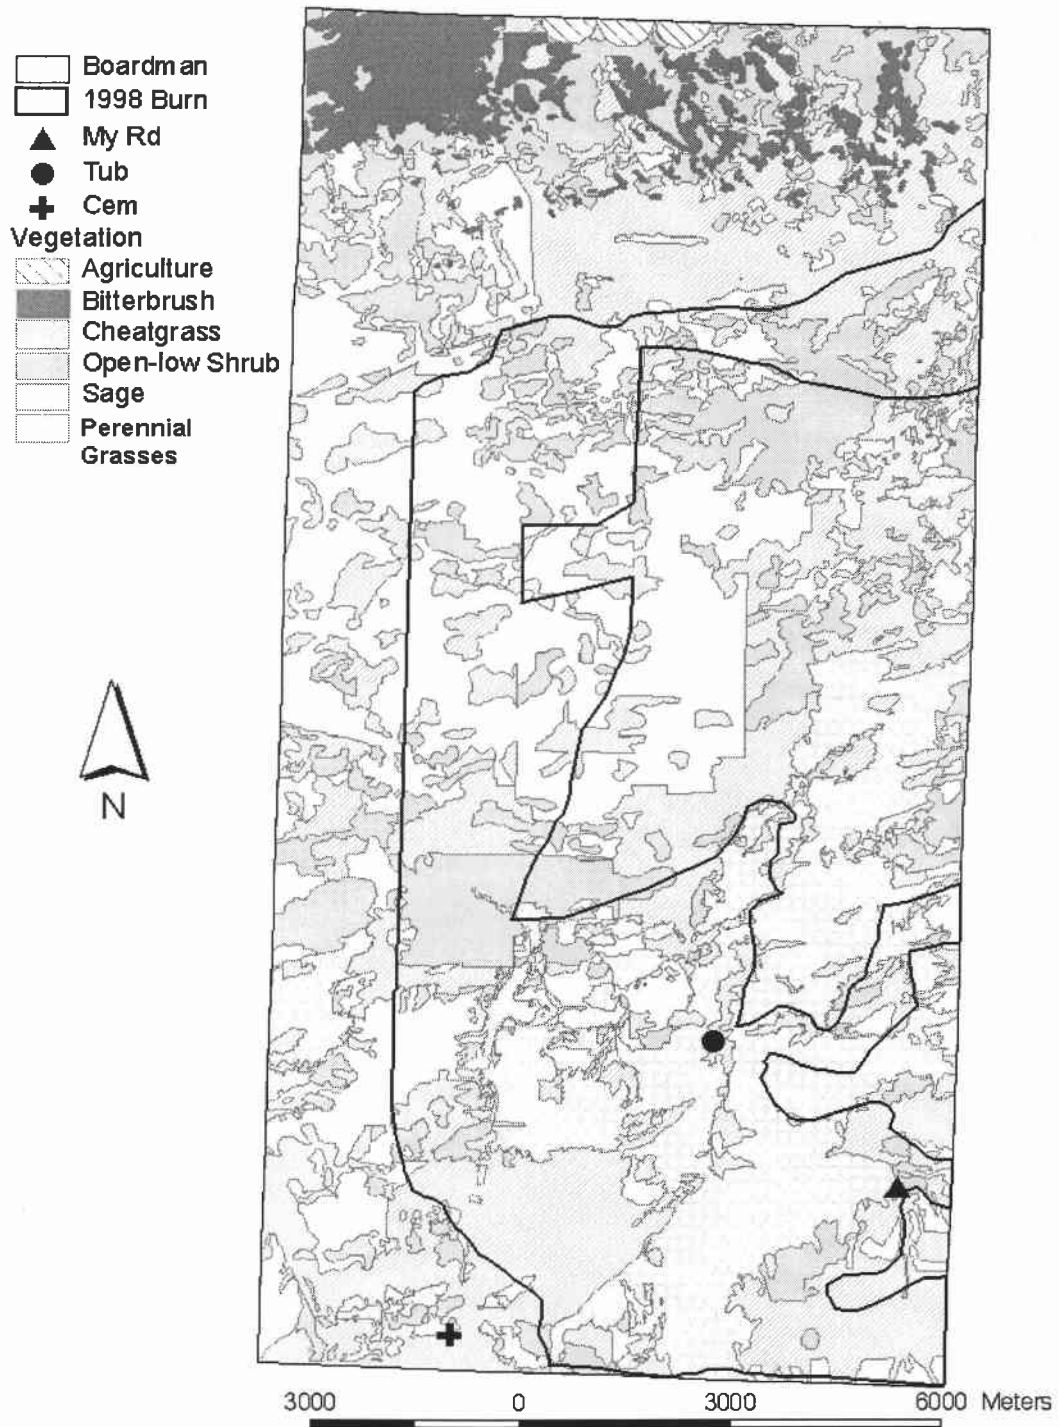 Boardman
1998 Burn
My Rd
Tub
Cem
Vegetation
Agriculture
Bitterbrush
Cheatgrass
Open-low Shrub
Sage
Perennial
Grasses
N
3000 0 3000 6000 Meters